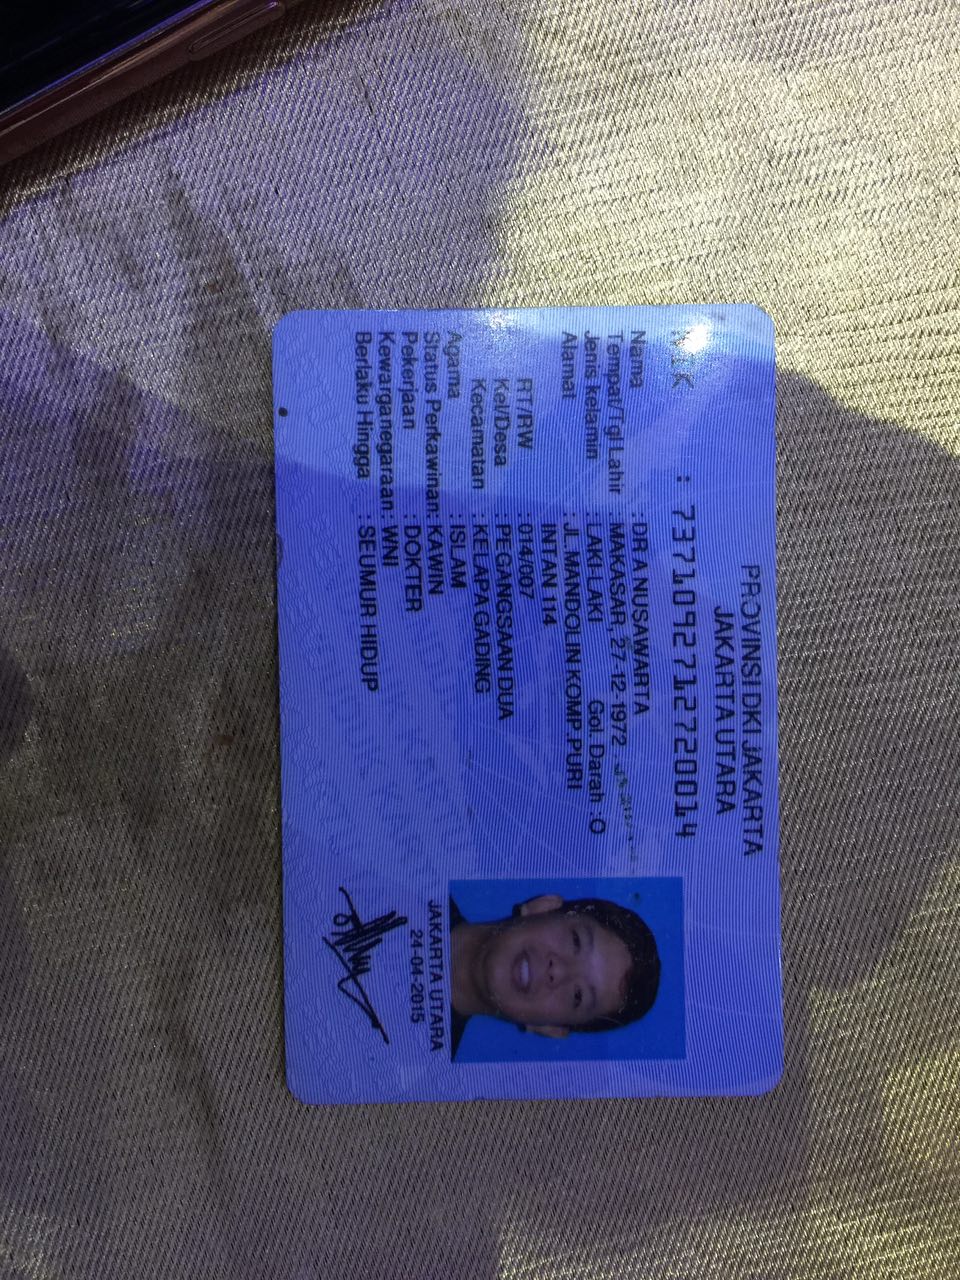 PROVINSI DKI JAKARTA
JAKARTA UTARA
NIK : 7371092712720014
Nama : DR A NUSAWARTA
Tempat/Tgl Lahir : MAKASAR, 27-12-1972
Jenis kelamin : LAKI-LAKI Gol. Darah : O
Alamat : JL. MANDOLIN KOMP. PURI
INTAN 114
RT/RW : 014/007
Kel/Desa : PEGANGSAAN DUA
Kecamatan : KELAPA GADING
Agama : ISLAM
Status Perkawinan: KAWIN
Pekerjaan : DOKTER
Kewarganegaraan: WNI
Berlaku Hingga : SEUMUR HIDUP
JAKARTA UTARA
24-04-2015